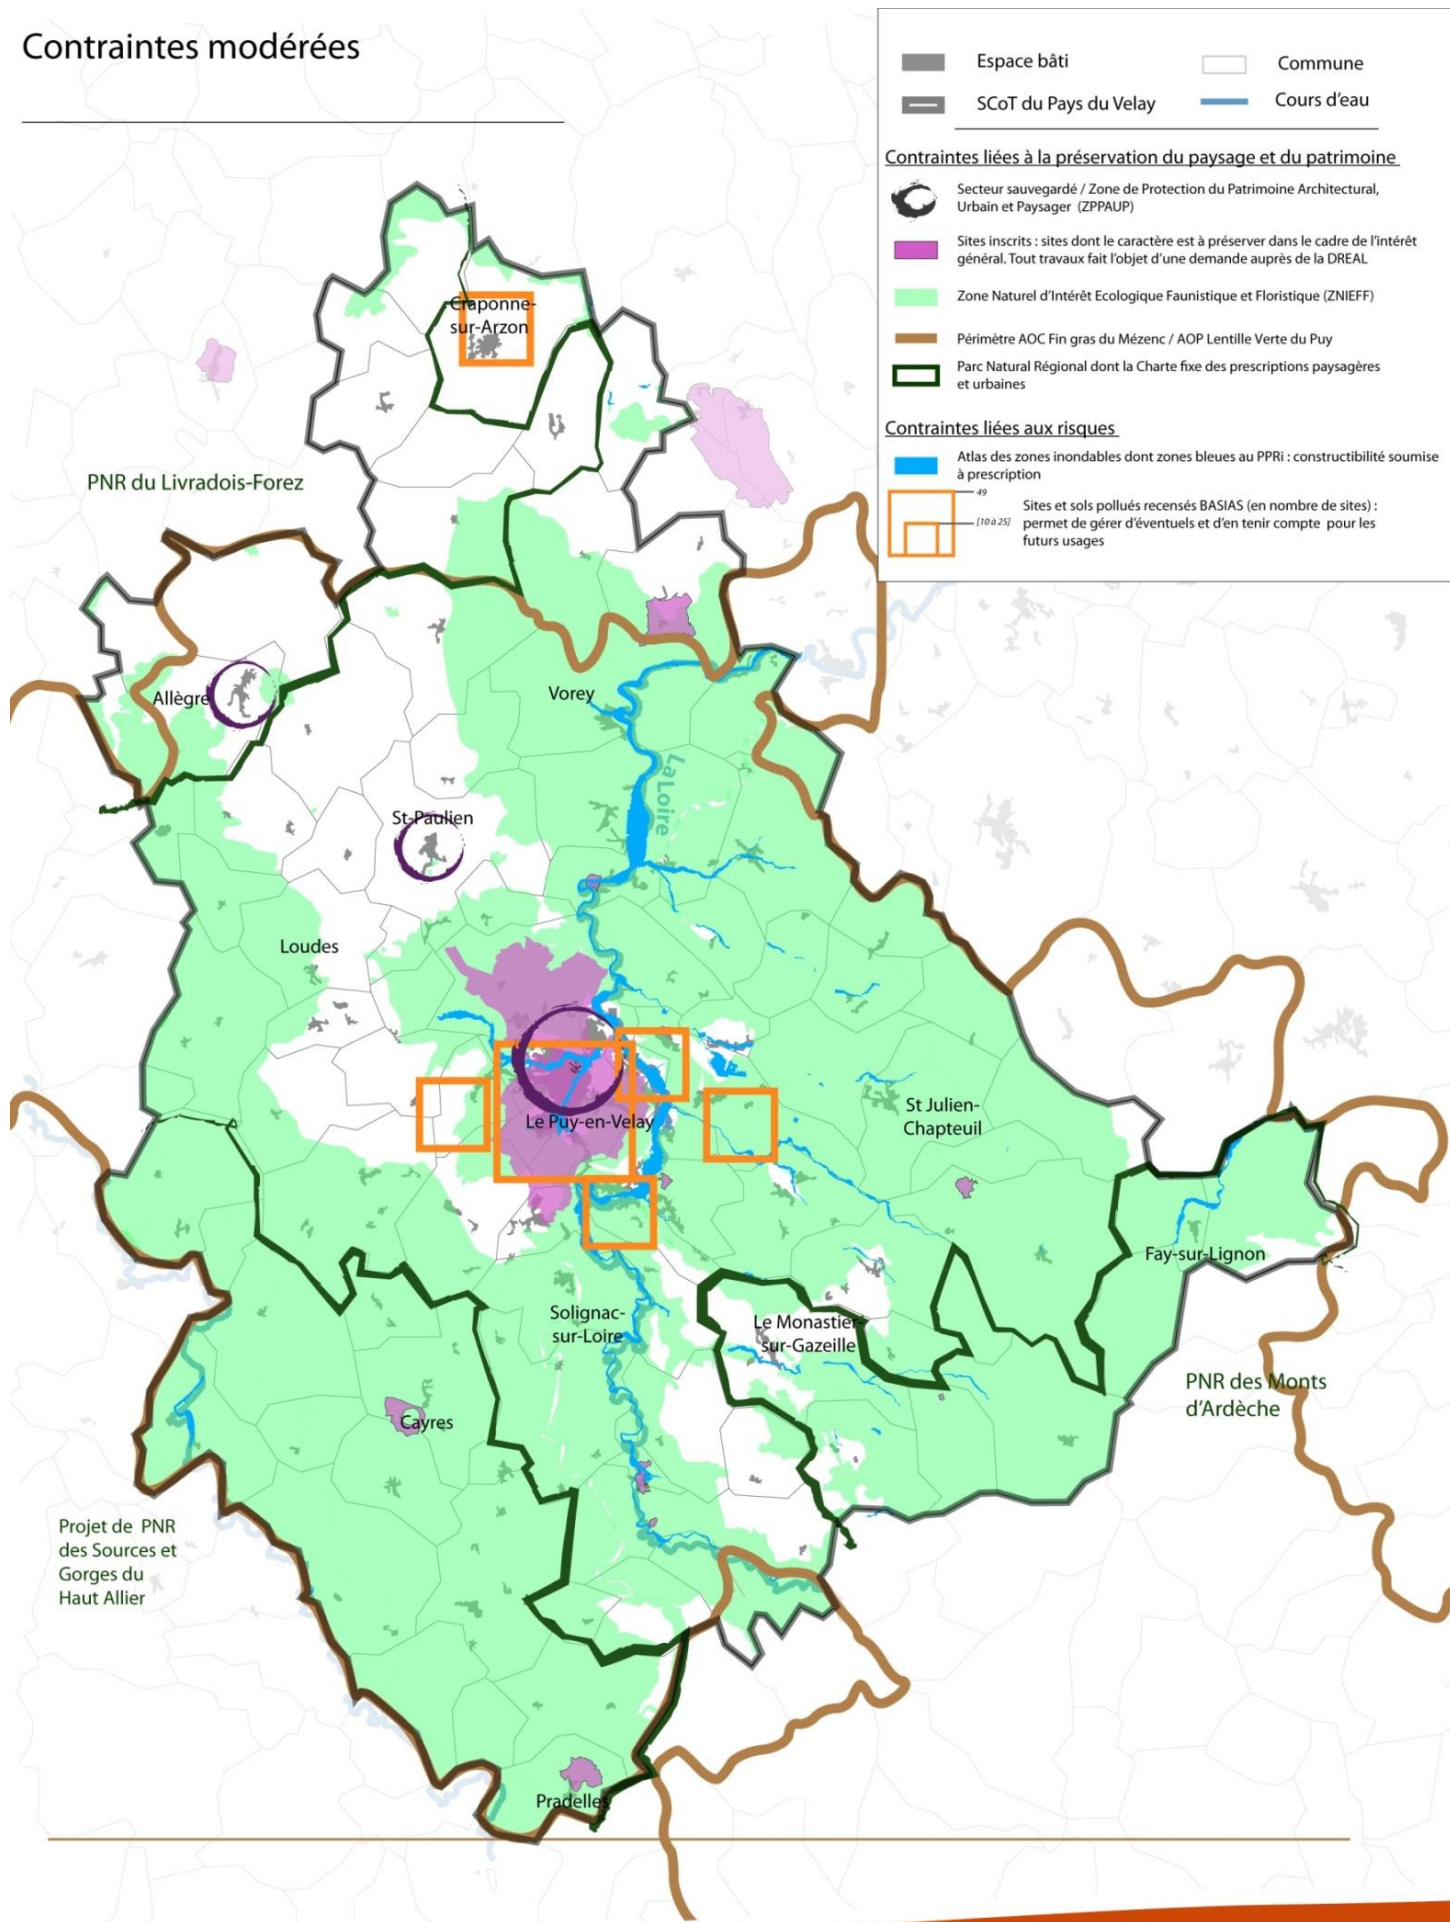 Contraintes modérées
Espace bâti
Commune
SCoT du Pays du Velay
Cours d'eau
Contraintes liées à la préservation du paysage et du patrimoine
Secteur sauvegardé / Zone de Protection du Patrimoine Architectural,
Urbain et Paysager (ZPPAUP)
Sites inscrits : sites dont le caractère est à préserver dans le cadre de l'intérêt
général. Tout travaux fait l'objet d'une demande auprès de la DREAL
Zone Naturel d'Intérêt Ecologique Faunistique et Floristique (ZNIEFF)
Périmètre AOC Fin gras du Mézenc / AOP Lentille Verte du Puy
Parc Natural Régional dont la Charte fixe des prescriptions paysagères
et urbaines
Contraintes liées aux risques
Atlas des zones inondables dont zones bleues au PPRi : constructibilité soumise
à prescription
49
[10 à 25]
Sites et sols pollués recensés BASIAS (en nombre de sites) :
permet de gérer d'éventuels et d'en tenir compte pour les
futurs usages
Craponne-
sur-Arzon
PNR du Livradois-Forez
Allègre
Vorey
La Loire
St-Paulien
Loudes
Le Puy-en-Velay
St Julien-
Chapteuil
Fay-sur-Lignon
Solignac-
sur-Loire
Le Monastier-
sur-Gazeille
PNR des Monts
d'Ardèche
Cayres
Projet de PNR
des Sources et
Gorges du
Haut Allier
Pradelles